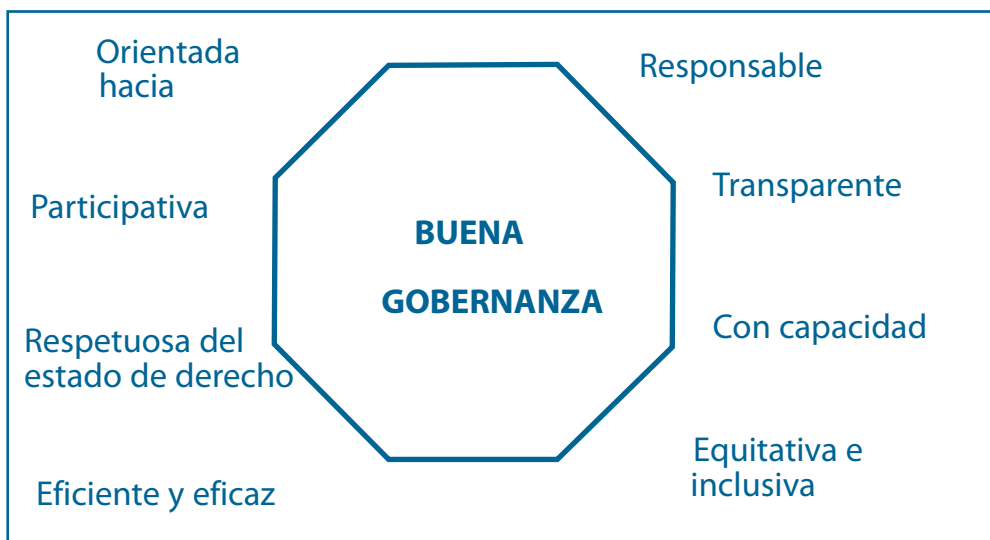 Orientada
hacia
Responsable
Participativa
Transparente
BUENA
GOBERNANZA
Respetuosa del
estado de derecho
Con capacidad
Eficiente y eficaz
Equitativa e
inclusiva